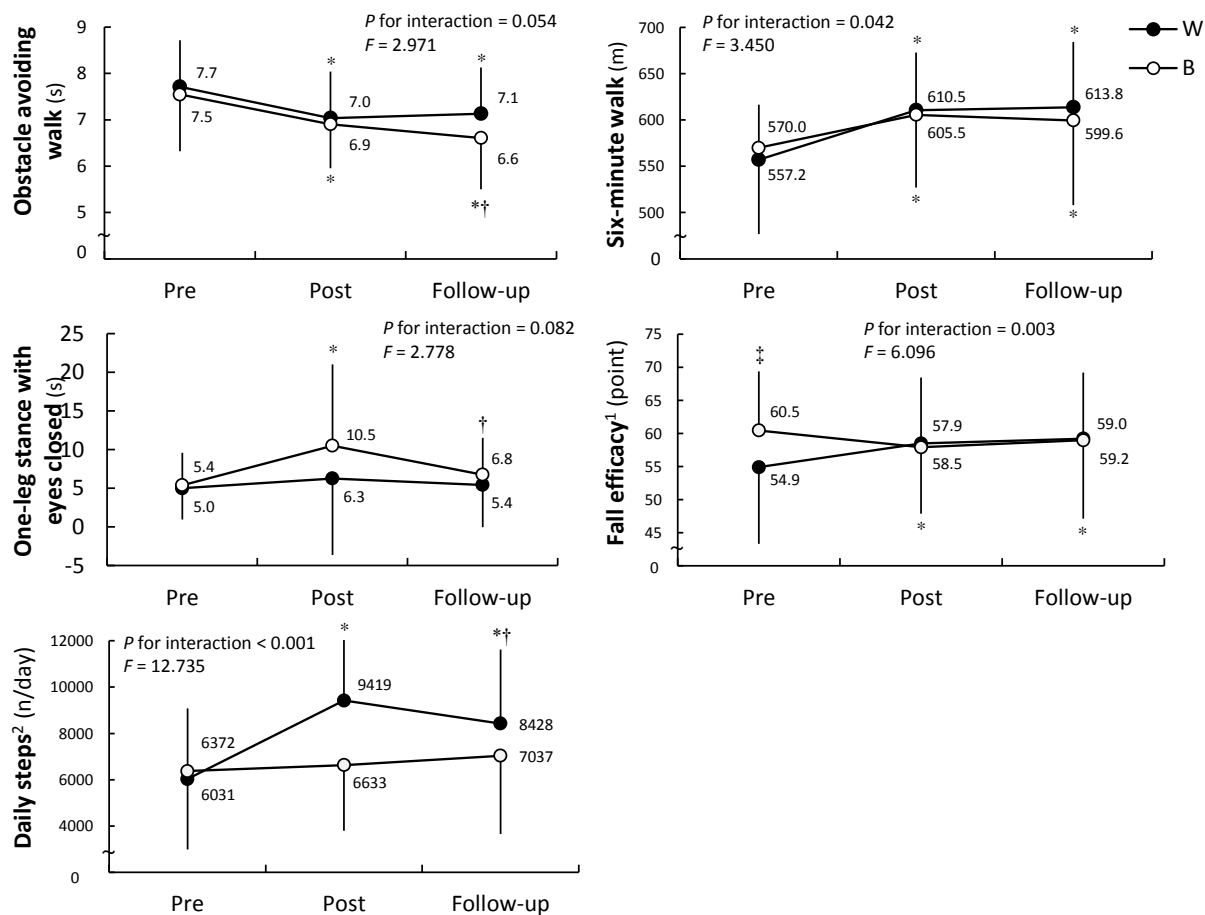 P for interaction = 0.054
F = 2.971
Obstacle avoiding
walk (s)
9
8
7
6
5
~
0
7.7
7.5
*
7.0
6.9
*
*
7.1
6.6
*†
Pre
Post
Follow-up
P for interaction = 0.042
F = 3.450
W
B
Six-minute walk (m)
700
650
600
550
500
~
0
570.0
557.2
*
610.5
605.5
*
*
613.8
599.6
*
Pre
Post
Follow-up
P for interaction = 0.082
F = 2.778
One-leg stance with
eyes closed (s)
25
20
15
10
5
0
-5
5.4
5.0
*
10.5
6.3
†
6.8
5.4
Pre
Post
Follow-up
P for interaction = 0.003
F = 6.096
Fall efficacy¹ (point)
75
70
65
60
55
50
45
~
0
‡
60.5
54.9
57.9
58.5
*
59.0
59.2
*
Pre
Post
Follow-up
P for interaction < 0.001
F = 12.735
Daily steps² (n/day)
12000
10000
8000
6000
4000
~
0
6372
6031
*
9419
6633
*†
8428
7037
Pre
Post
Follow-up